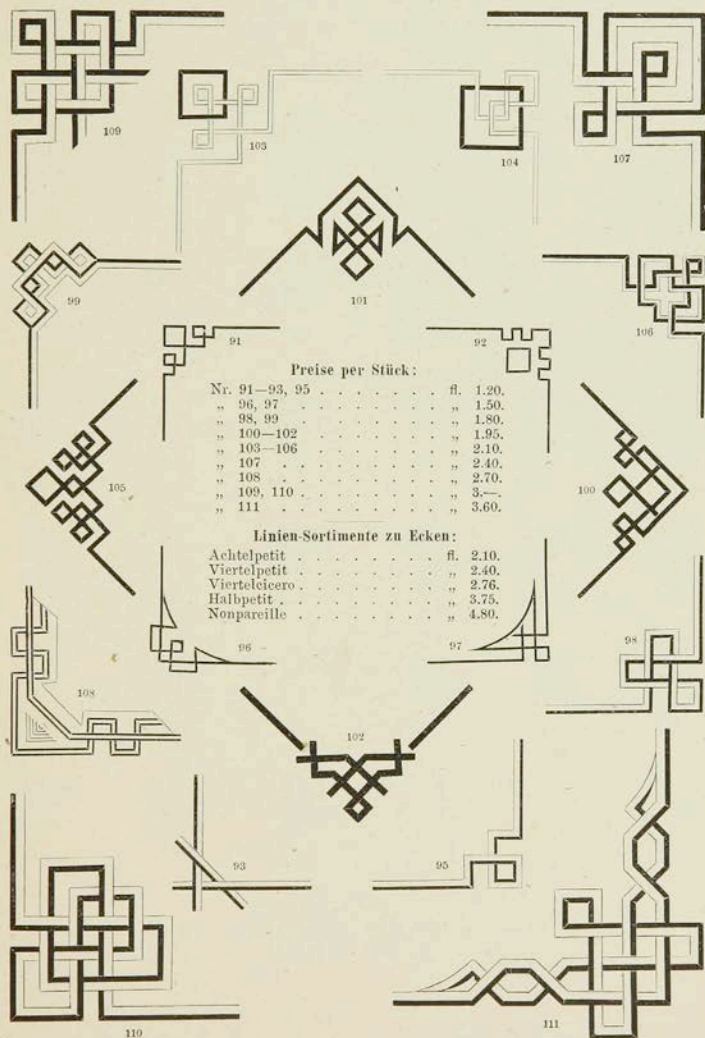 109
103
104
107
101
99
106
91
92
Preise per Stück:
Nr. 91—93, 95 . . . . . . . fl. 1.20.
„ 96, 97 . . . . . . . . . „ 1.50.
„ 98, 99 . . . . . . . . . „ 1.80.
„ 100—102 . . . . . . . . „ 1.95.
„ 103—106 . . . . . . . . „ 2.10.
„ 107 . . . . . . . . . . „ 2.40.
„ 108 . . . . . . . . . . „ 2.70.
„ 109, 110 . . . . . . . . „ 3.—.
„ 111 . . . . . . . . . . „ 3.60.
105
100
Linien-Sortimente zu Ecken:
Achtelpetit . . . . . . . . fl. 2.10.
Viertelpetit . . . . . . . . „ 2.40.
Viertelcicero . . . . . . . . „ 2.76.
Halbpetit . . . . . . . . . „ 3.75.
Nonpareille . . . . . . . . „ 4.80.
96
97
98
108
102
93
95
110
111